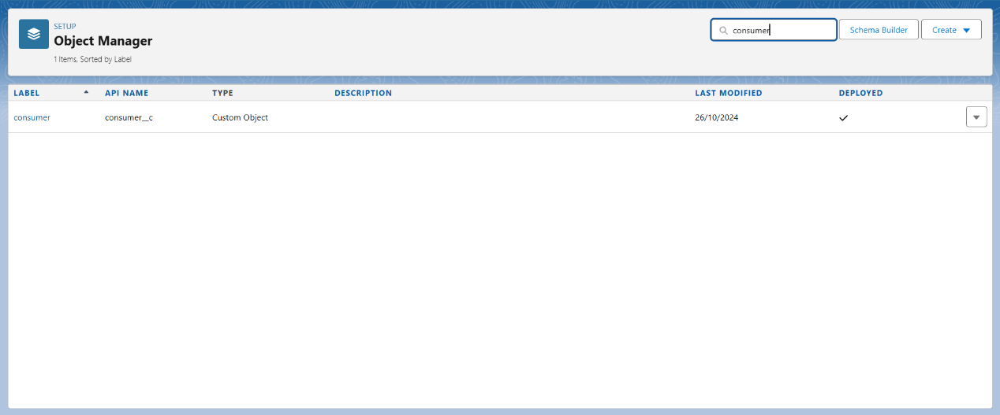 SETUP
Object Manager
1 Items, Sorted by Label
consumer
Schema Builder
Create
LABEL API NAME TYPE DESCRIPTION LAST MODIFIED DEPLOYED
consumer consumer__c Custom Object 26/10/2024